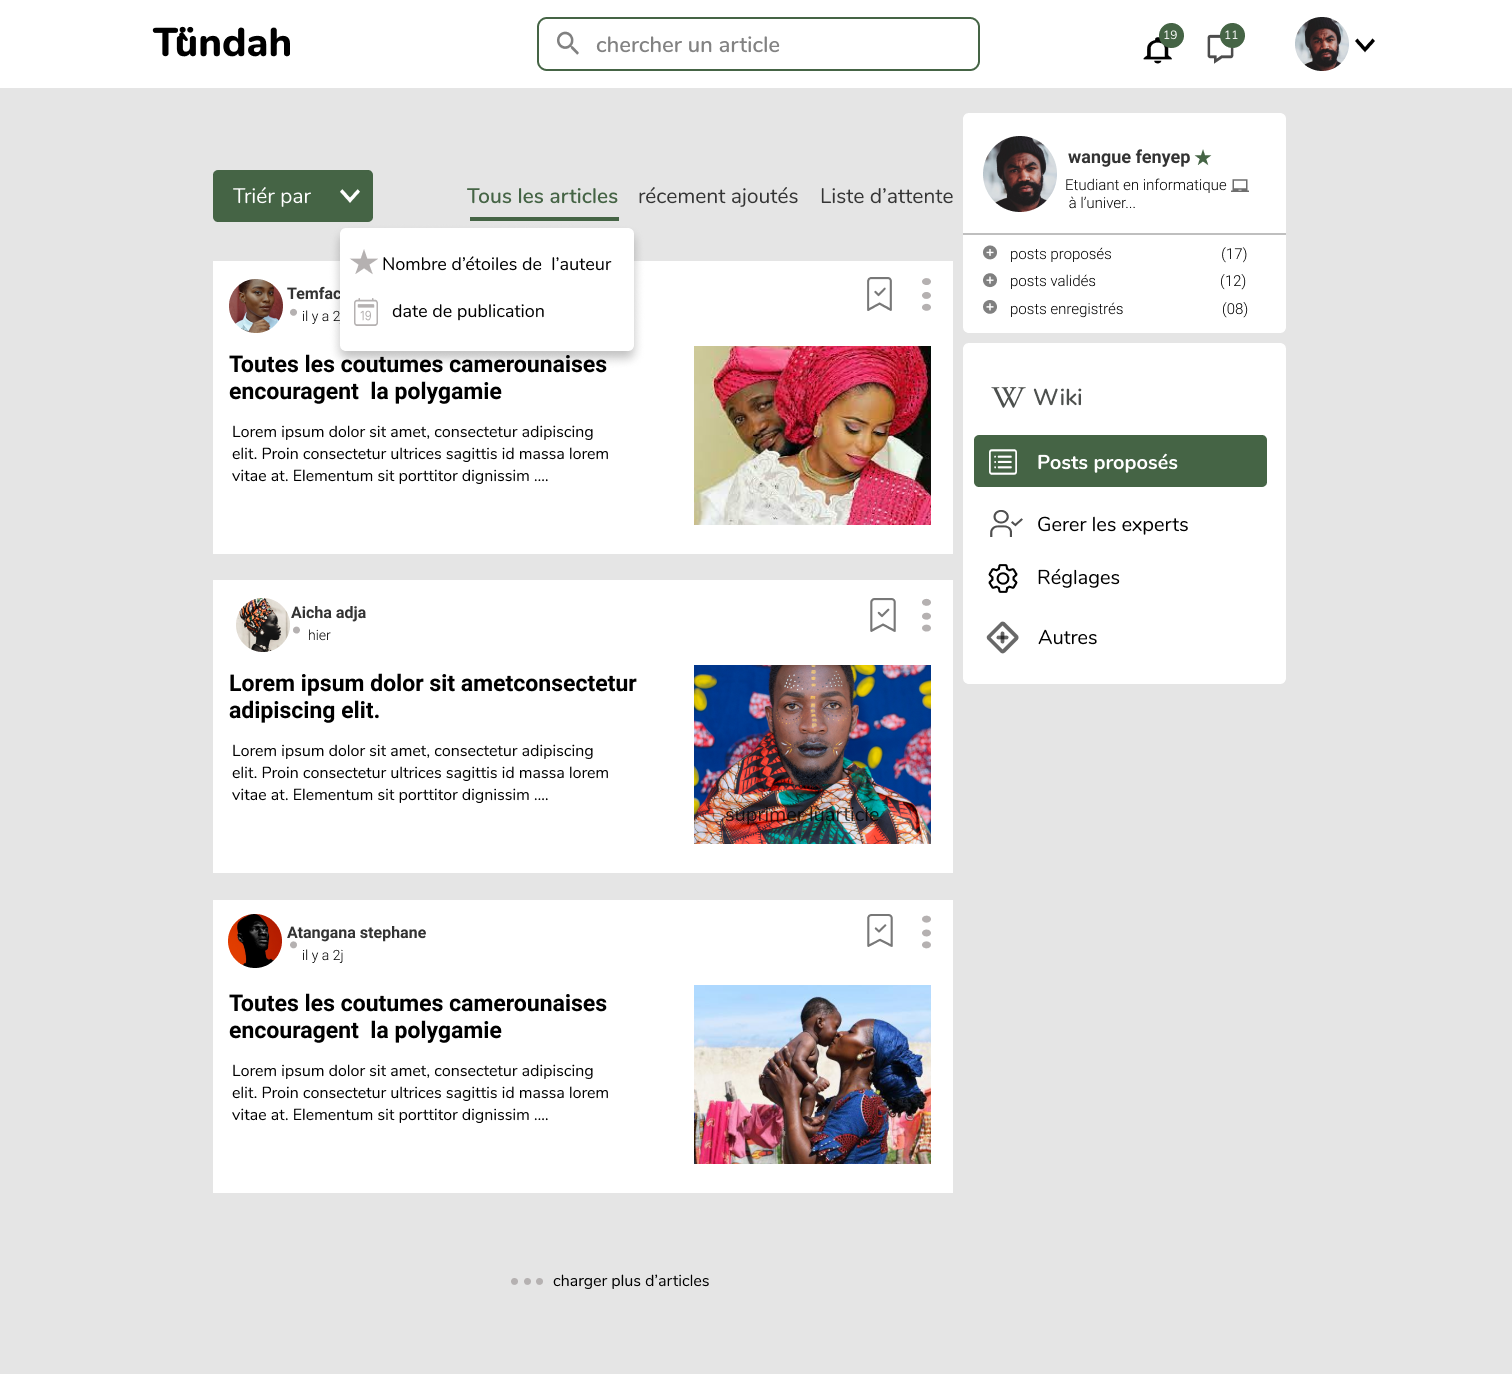 Tündah
chercher un article
19
11
wangue fenyep
Etudiant en informatique
à l'univer...
posts proposés (17)
posts validés (12)
posts enregistrés (08)
Triér par
Tous les articles récement ajoutés Liste d'attente
Nombre d'étoiles de l'auteur
19 date de publication
Temfac
il y a 2
Toutes les coutumes camerounaises
encouragent la polygamie
Lorem ipsum dolor sit amet, consectetur adipiscing
elit. Proin consectetur ultrices sagittis id massa lorem
vitae at. Elementum sit porttitor dignissim ....
W Wiki
Posts proposés
Gerer les experts
Réglages
Autres
Aicha adja
hier
Lorem ipsum dolor sit ametconsectetur
adipiscing elit.
Lorem ipsum dolor sit amet, consectetur adipiscing
elit. Proin consectetur ultrices sagittis id massa lorem
vitae at. Elementum sit porttitor dignissim ....
suprimer luarticle
Atangana stephane
il y a 2j
Toutes les coutumes camerounaises
encouragent la polygamie
Lorem ipsum dolor sit amet, consectetur adipiscing
elit. Proin consectetur ultrices sagittis id massa lorem
vitae at. Elementum sit porttitor dignissim ....
charger plus d'articles